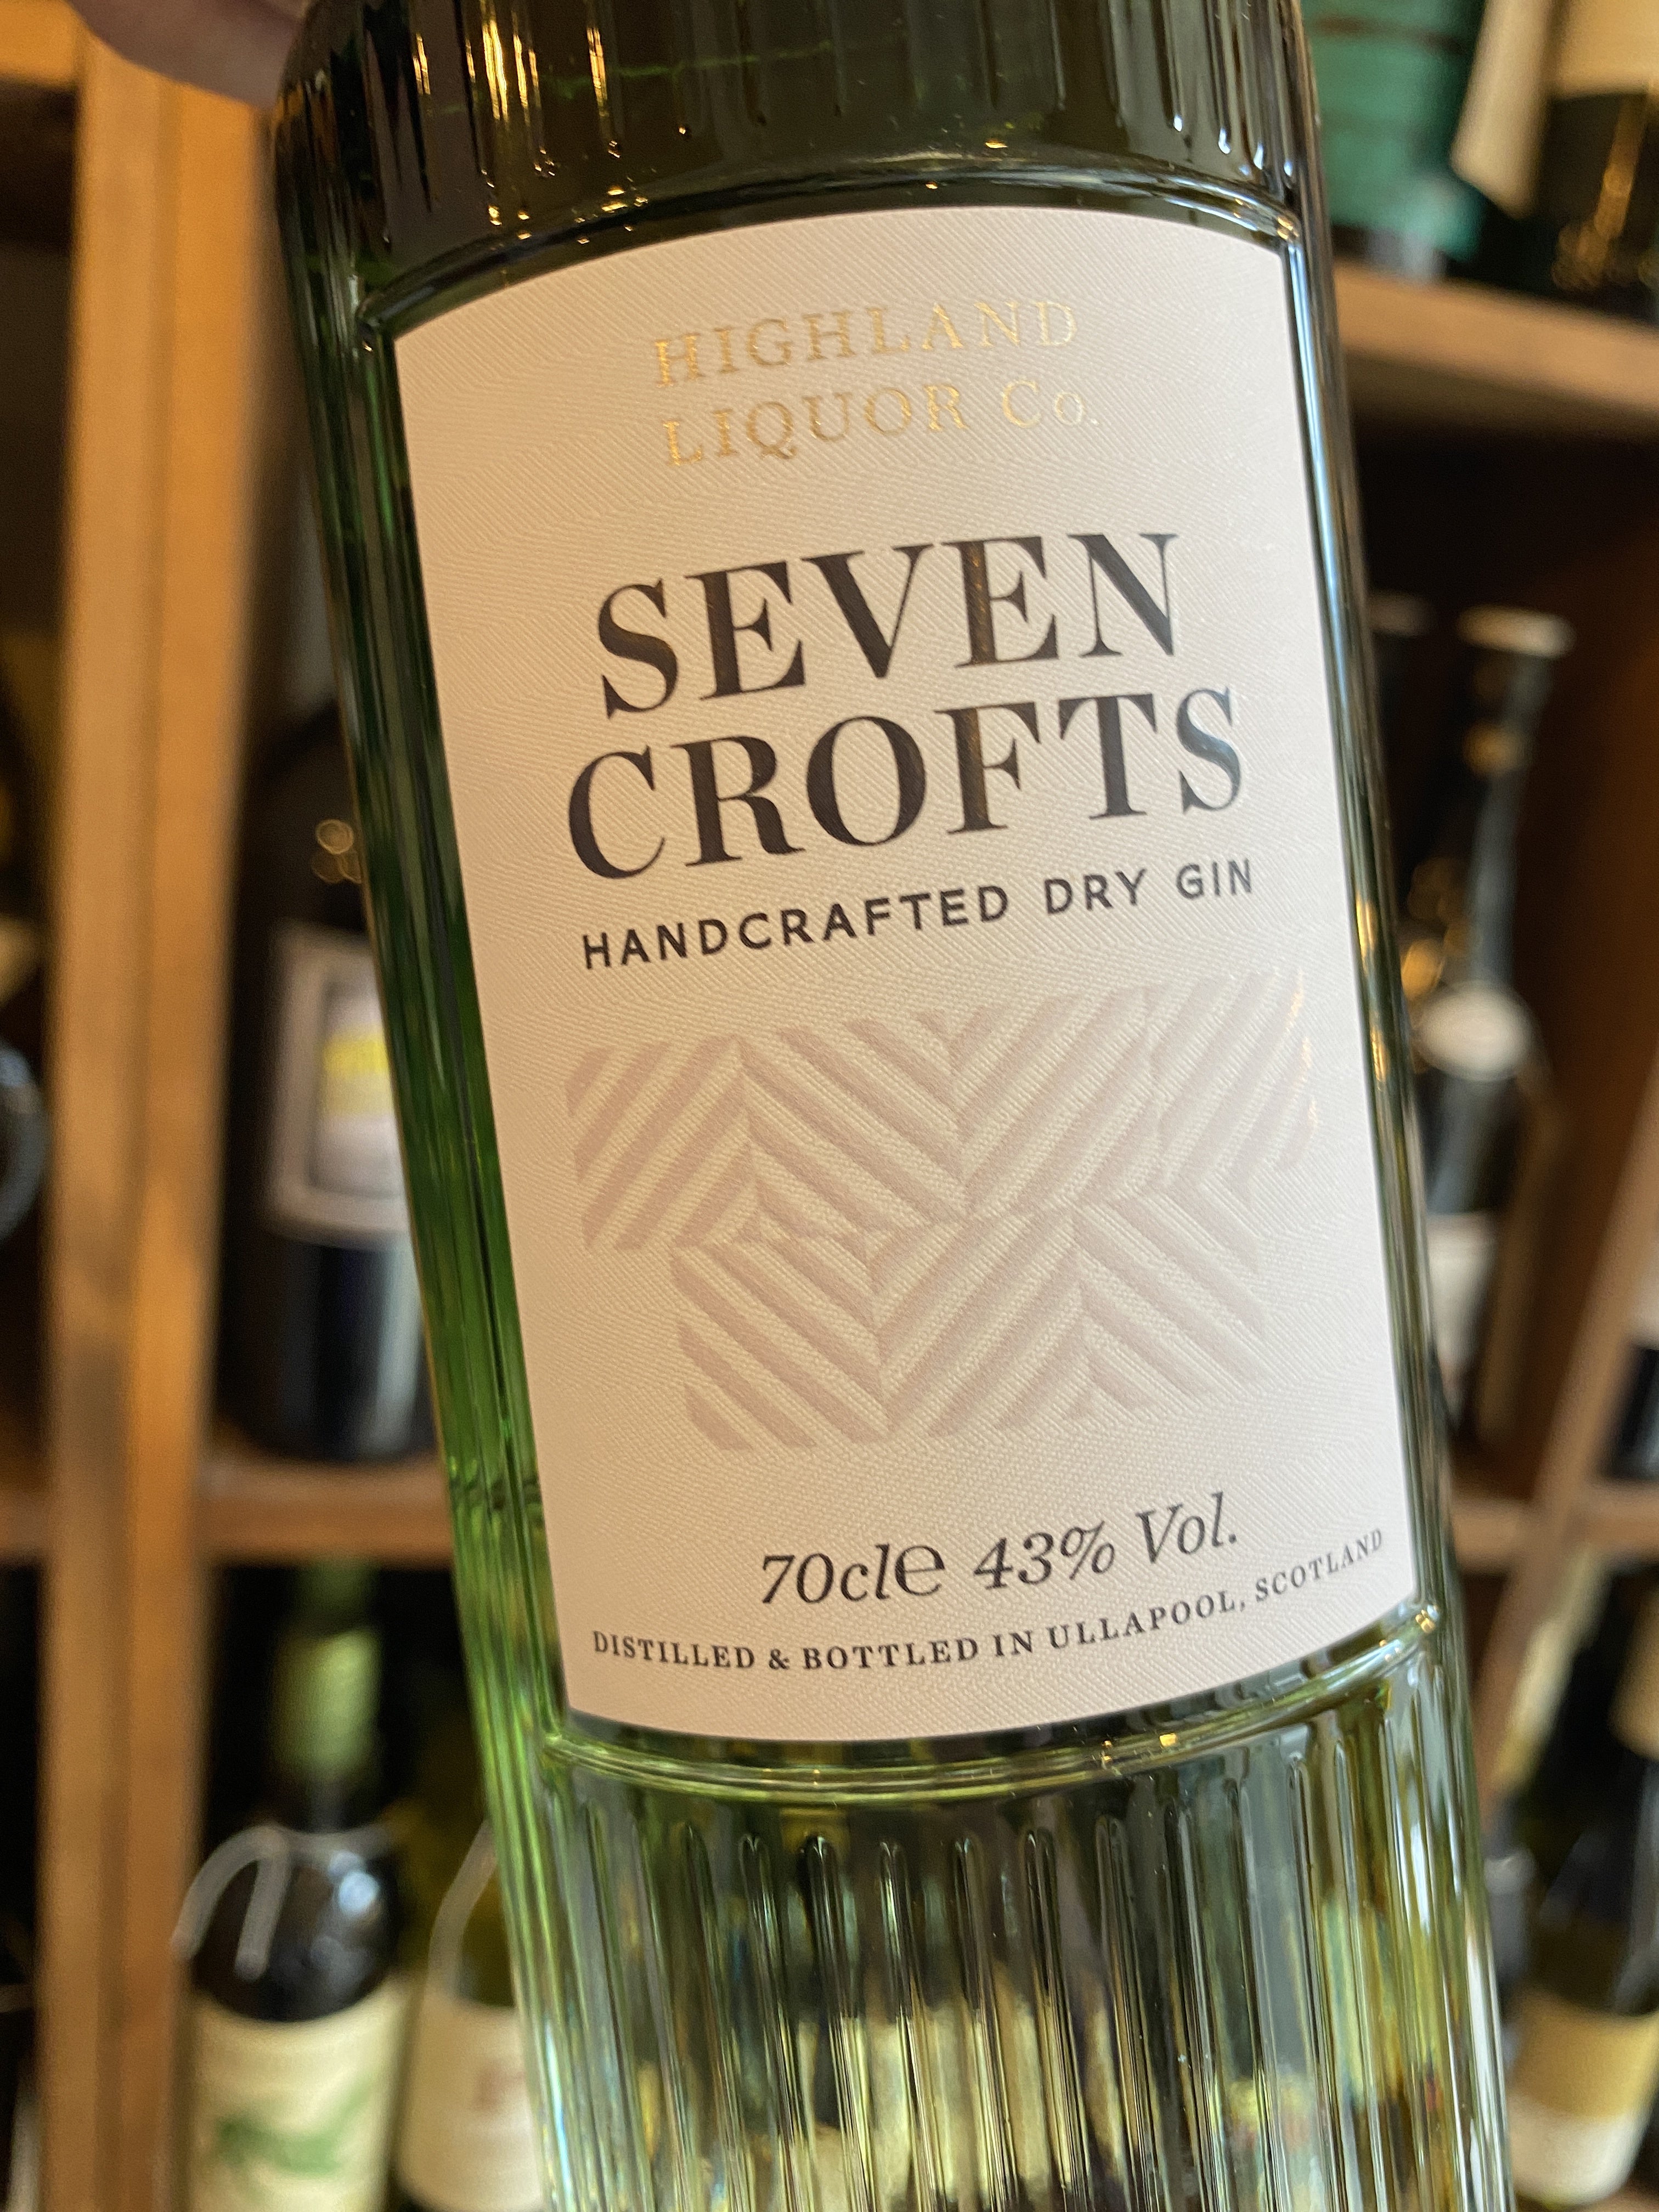 HIGHLAND
LIQUOR Co.
SEVEN
CROFTS
HANDCRAFTED DRY GIN
70cl℮ 43% Vol.
DISTILLED & BOTTLED IN ULLAPOOL, SCOTLAND